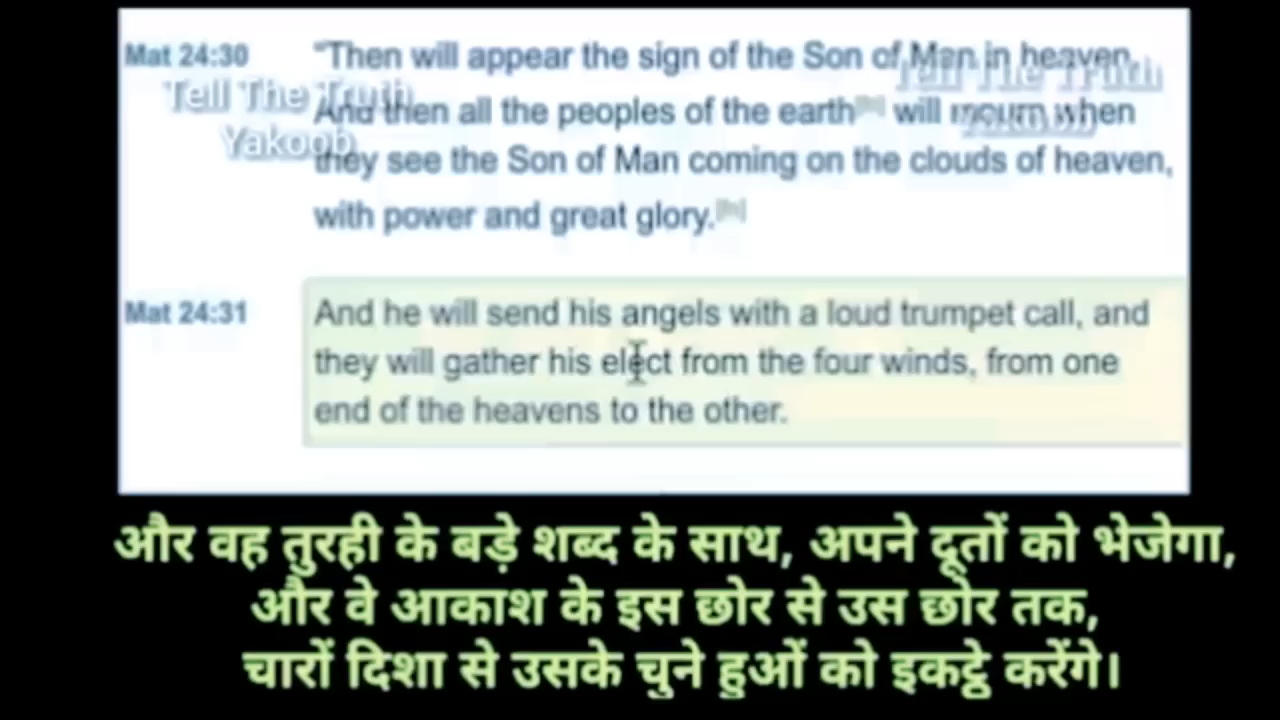 Mat 24:30 "Then will appear the sign of the Son of Man in heaven.
And then all the peoples of the earth will mourn when
they see the Son of Man coming on the clouds of heaven,
with power and great glory.
Tell The Truth
Yakoob
Tell The Truth
Yakoob
Mat 24:31 And he will send his angels with a loud trumpet call, and
they will gather his elect from the four winds, from one
end of the heavens to the other.
और वह तुरही के बड़े शब्द के साथ, अपने दूतों को भेजेगा,
और वे आकाश के इस छोर से उस छोर तक,
चारों दिशा से उसके चुने हुओं को इकट्ठे करेंगे।